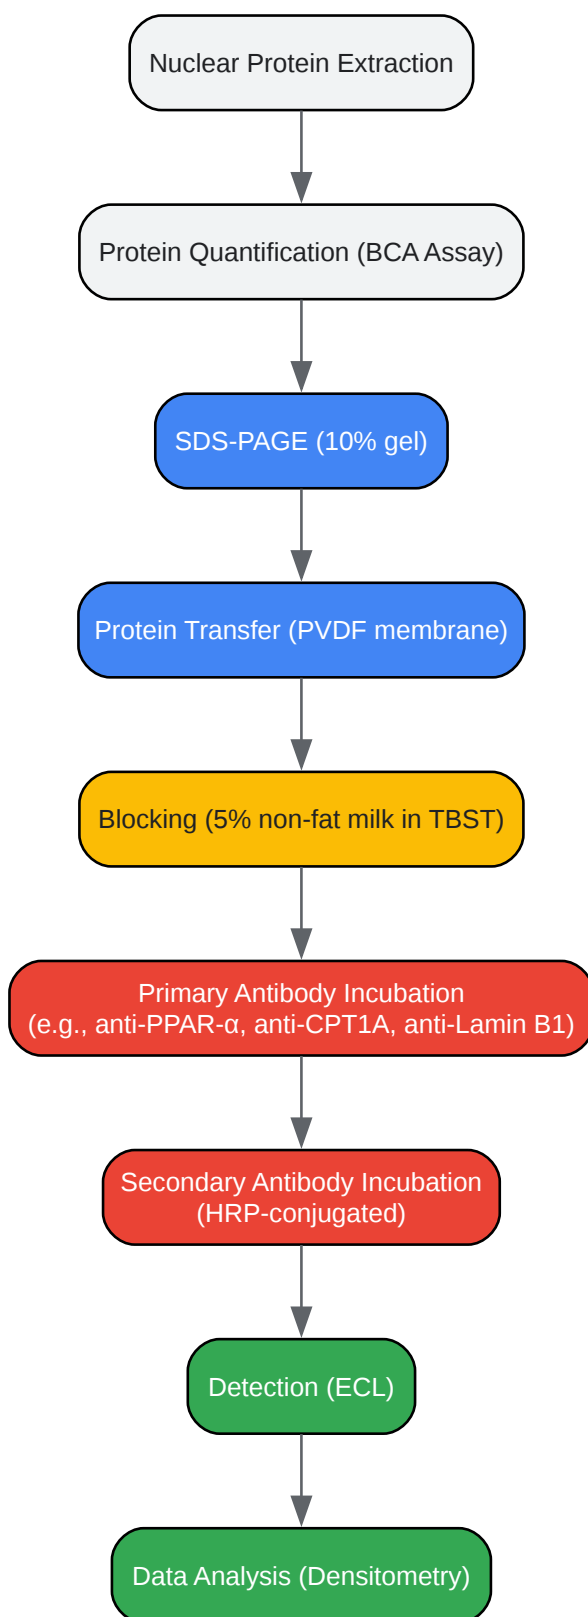 Nuclear Protein Extraction
Protein Quantification (BCA Assay)
SDS-PAGE (10% gel)
Protein Transfer (PVDF membrane)
Blocking (5% non-fat milk in TBST)
Primary Antibody Incubation
(e.g., anti-PPAR-α, anti-CPT1A, anti-Lamin B1)
Secondary Antibody Incubation
(HRP-conjugated)
Detection (ECL)
Data Analysis (Densitometry)